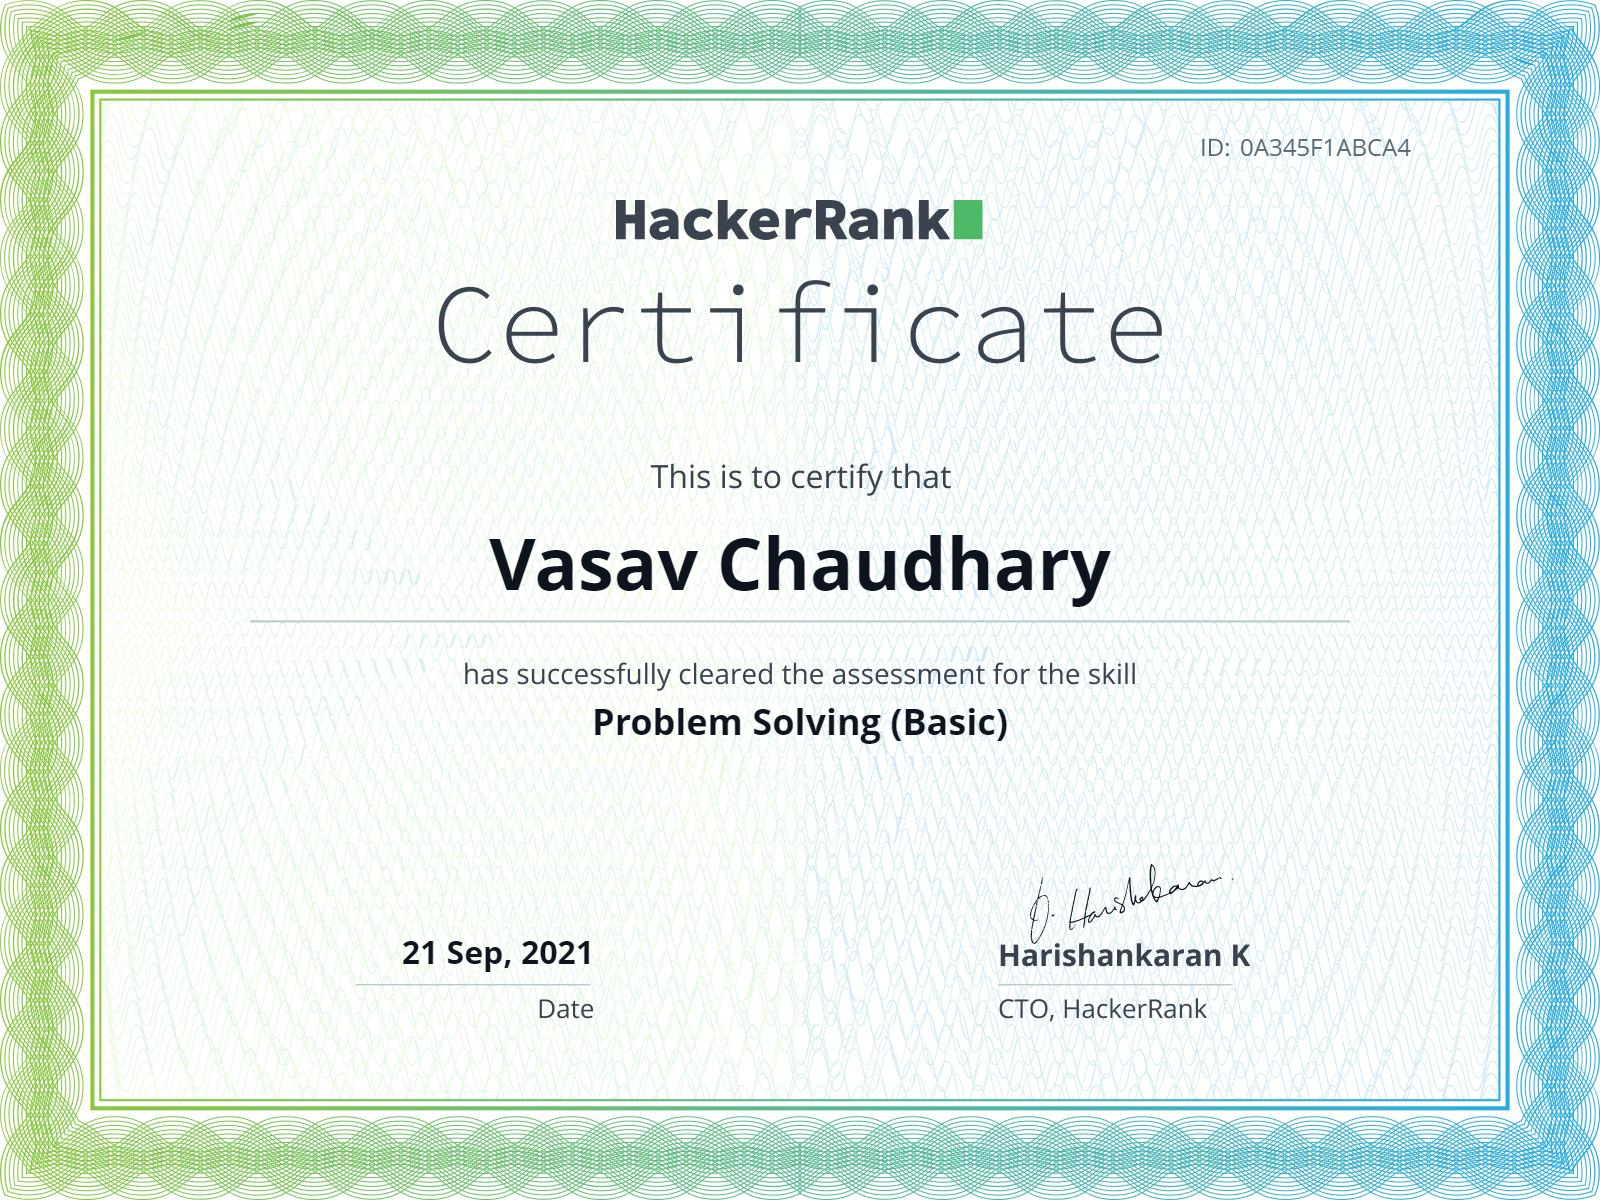 ID: 0A345F1ABCA4
HackerRank
Certificate
This is to certify that
Vasav Chaudhary
has successfully cleared the assessment for the skill
Problem Solving (Basic)
21 Sep, 2021
Date
Harishankaran
Harishankaran K
CTO, HackerRank